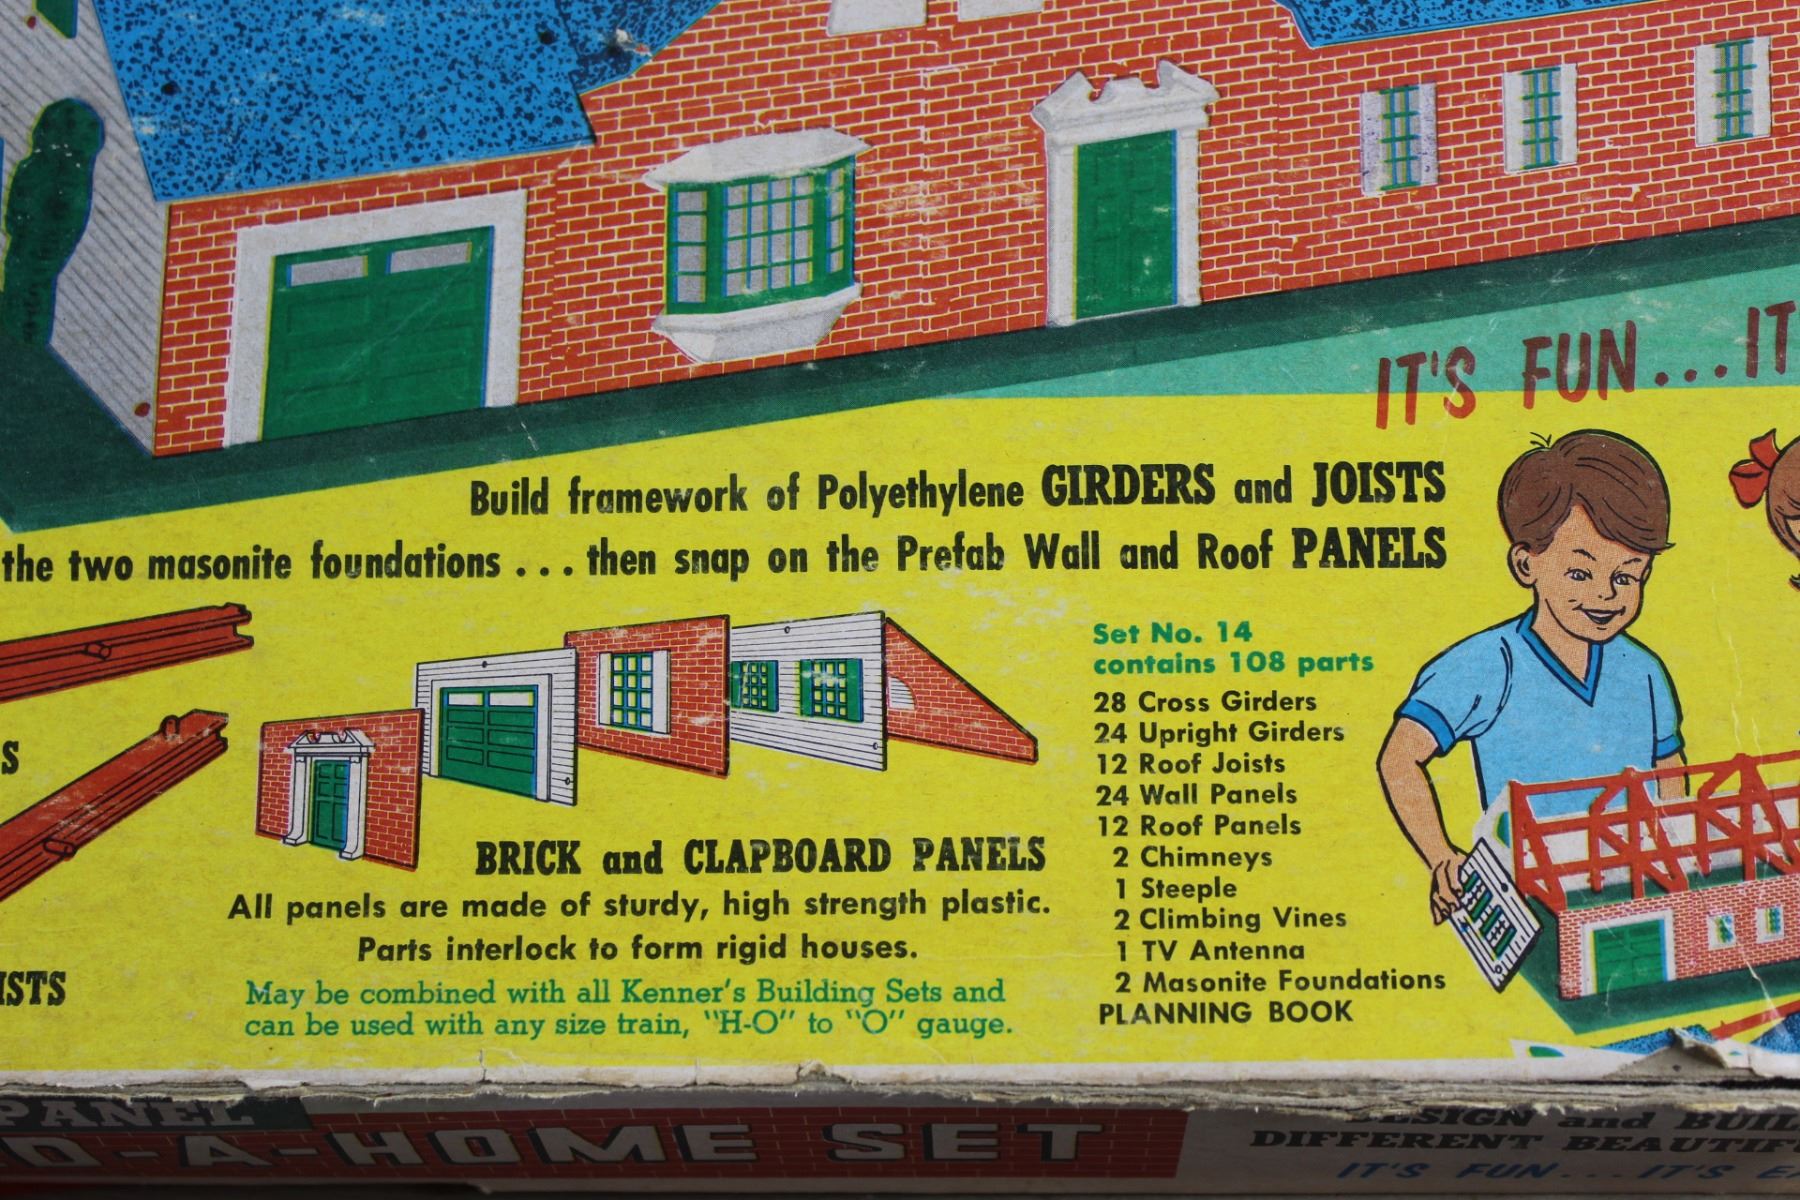 IT'S FUN...IT
Build framework of Polyethylene GIRDERS and JOISTS
the two masonite foundations...then snap on the Prefab Wall and Roof PANELS
S
ISTS
BRICK and CLAPBOARD PANELS
All panels are made of sturdy, high strength plastic.
Parts interlock to form rigid houses.
May be combined with all Kenner's Building Sets and
can be used with any size train, "H-O" to "O" gauge.
Set No. 14
contains 108 parts
28 Cross Girders
24 Upright Girders
12 Roof Joists
24 Wall Panels
12 Roof Panels
2 Chimneys
1 Steeple
2 Climbing Vines
1 TV Antenna
2 Masonite Foundations
PLANNING BOOK
PANEL
D-A-HOME SET
DESIGN and BUIL
DIFFERENT BEAUTIF
IT'S FUN...IT'S E